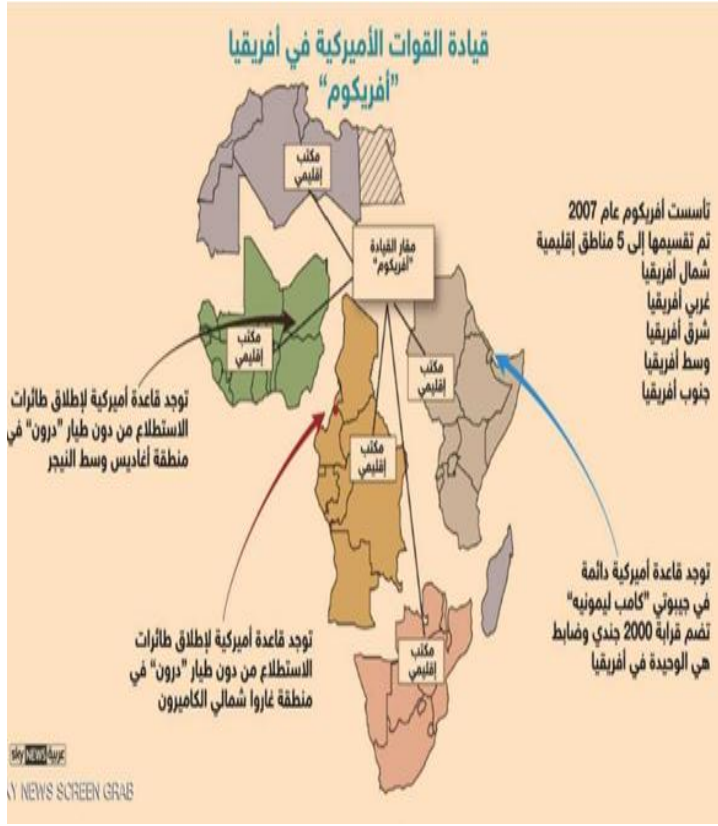 قيادة القوات الأميركية في أفريقيا
"أفريكوم"
مكتب
إقليمي
تأسست أفريكوم عام 2007
تم تقسيمها إلى 5 مناطق إقليمية
شمال أفريقيا
غربي أفريقيا
شرق أفريقيا
وسط أفريقيا
جنوب أفريقيا
مقار القيادة
"أفريكوم"
مكتب
إقليمي
مكتب
إقليمي
توجد قاعدة أميركية لإطلاق طائرات
الاستطلاع من دون طيار "درون" في
منطقة أغاديس وسط النيجر
مكتب
إقليمي
توجد قاعدة أميركية دائمة
في جيبوتي "كامب ليمونيه"
تضم قرابة 2000 جندي وضابط
هي الوحيدة في أفريقيا
توجد قاعدة أميركية لإطلاق طائرات
الاستطلاع من دون طيار "درون" في
منطقة غاروا شمالي الكاميرون
مكتب
إقليمي
sky NEWS عربية
Y NEWS SCREEN GRAB